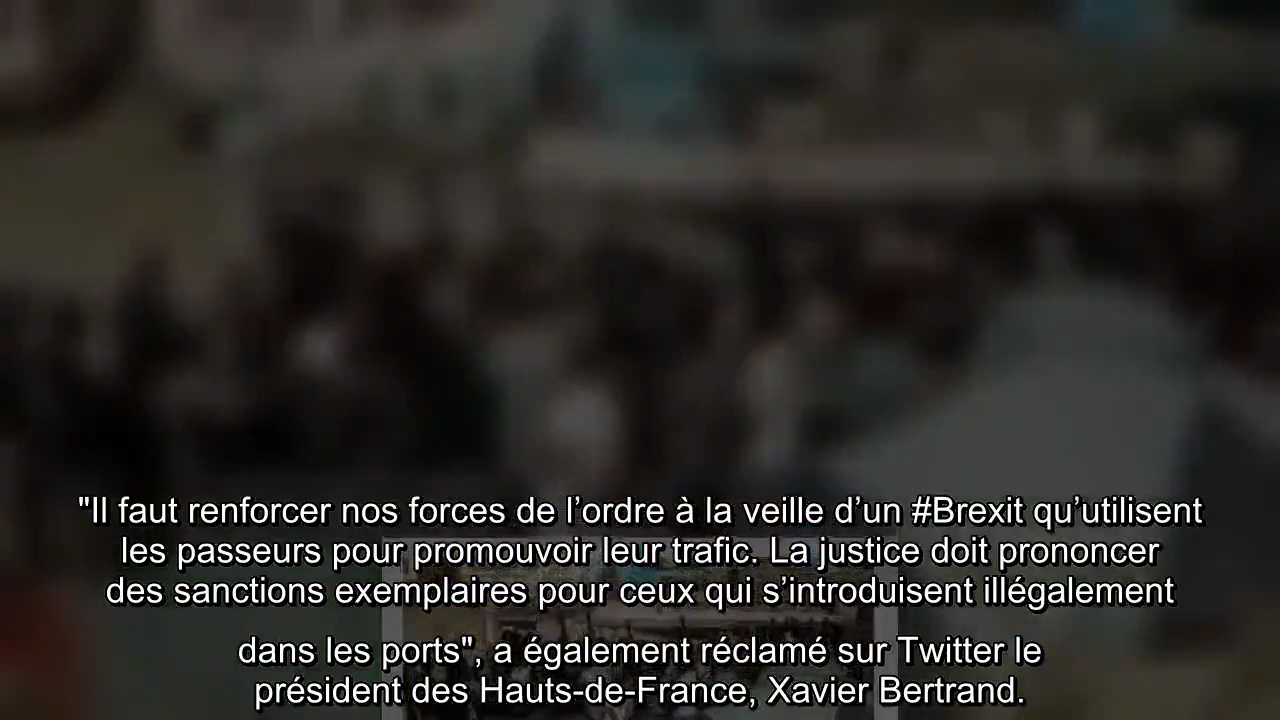 "Il faut renforcer nos forces de l’ordre à la veille d’un #Brexit qu’utilisent
les passeurs pour promouvoir leur trafic. La justice doit prononcer
des sanctions exemplaires pour ceux qui s’introduisent illégalement
dans les ports", a également réclamé sur Twitter le
président des Hauts-de-France, Xavier Bertrand.